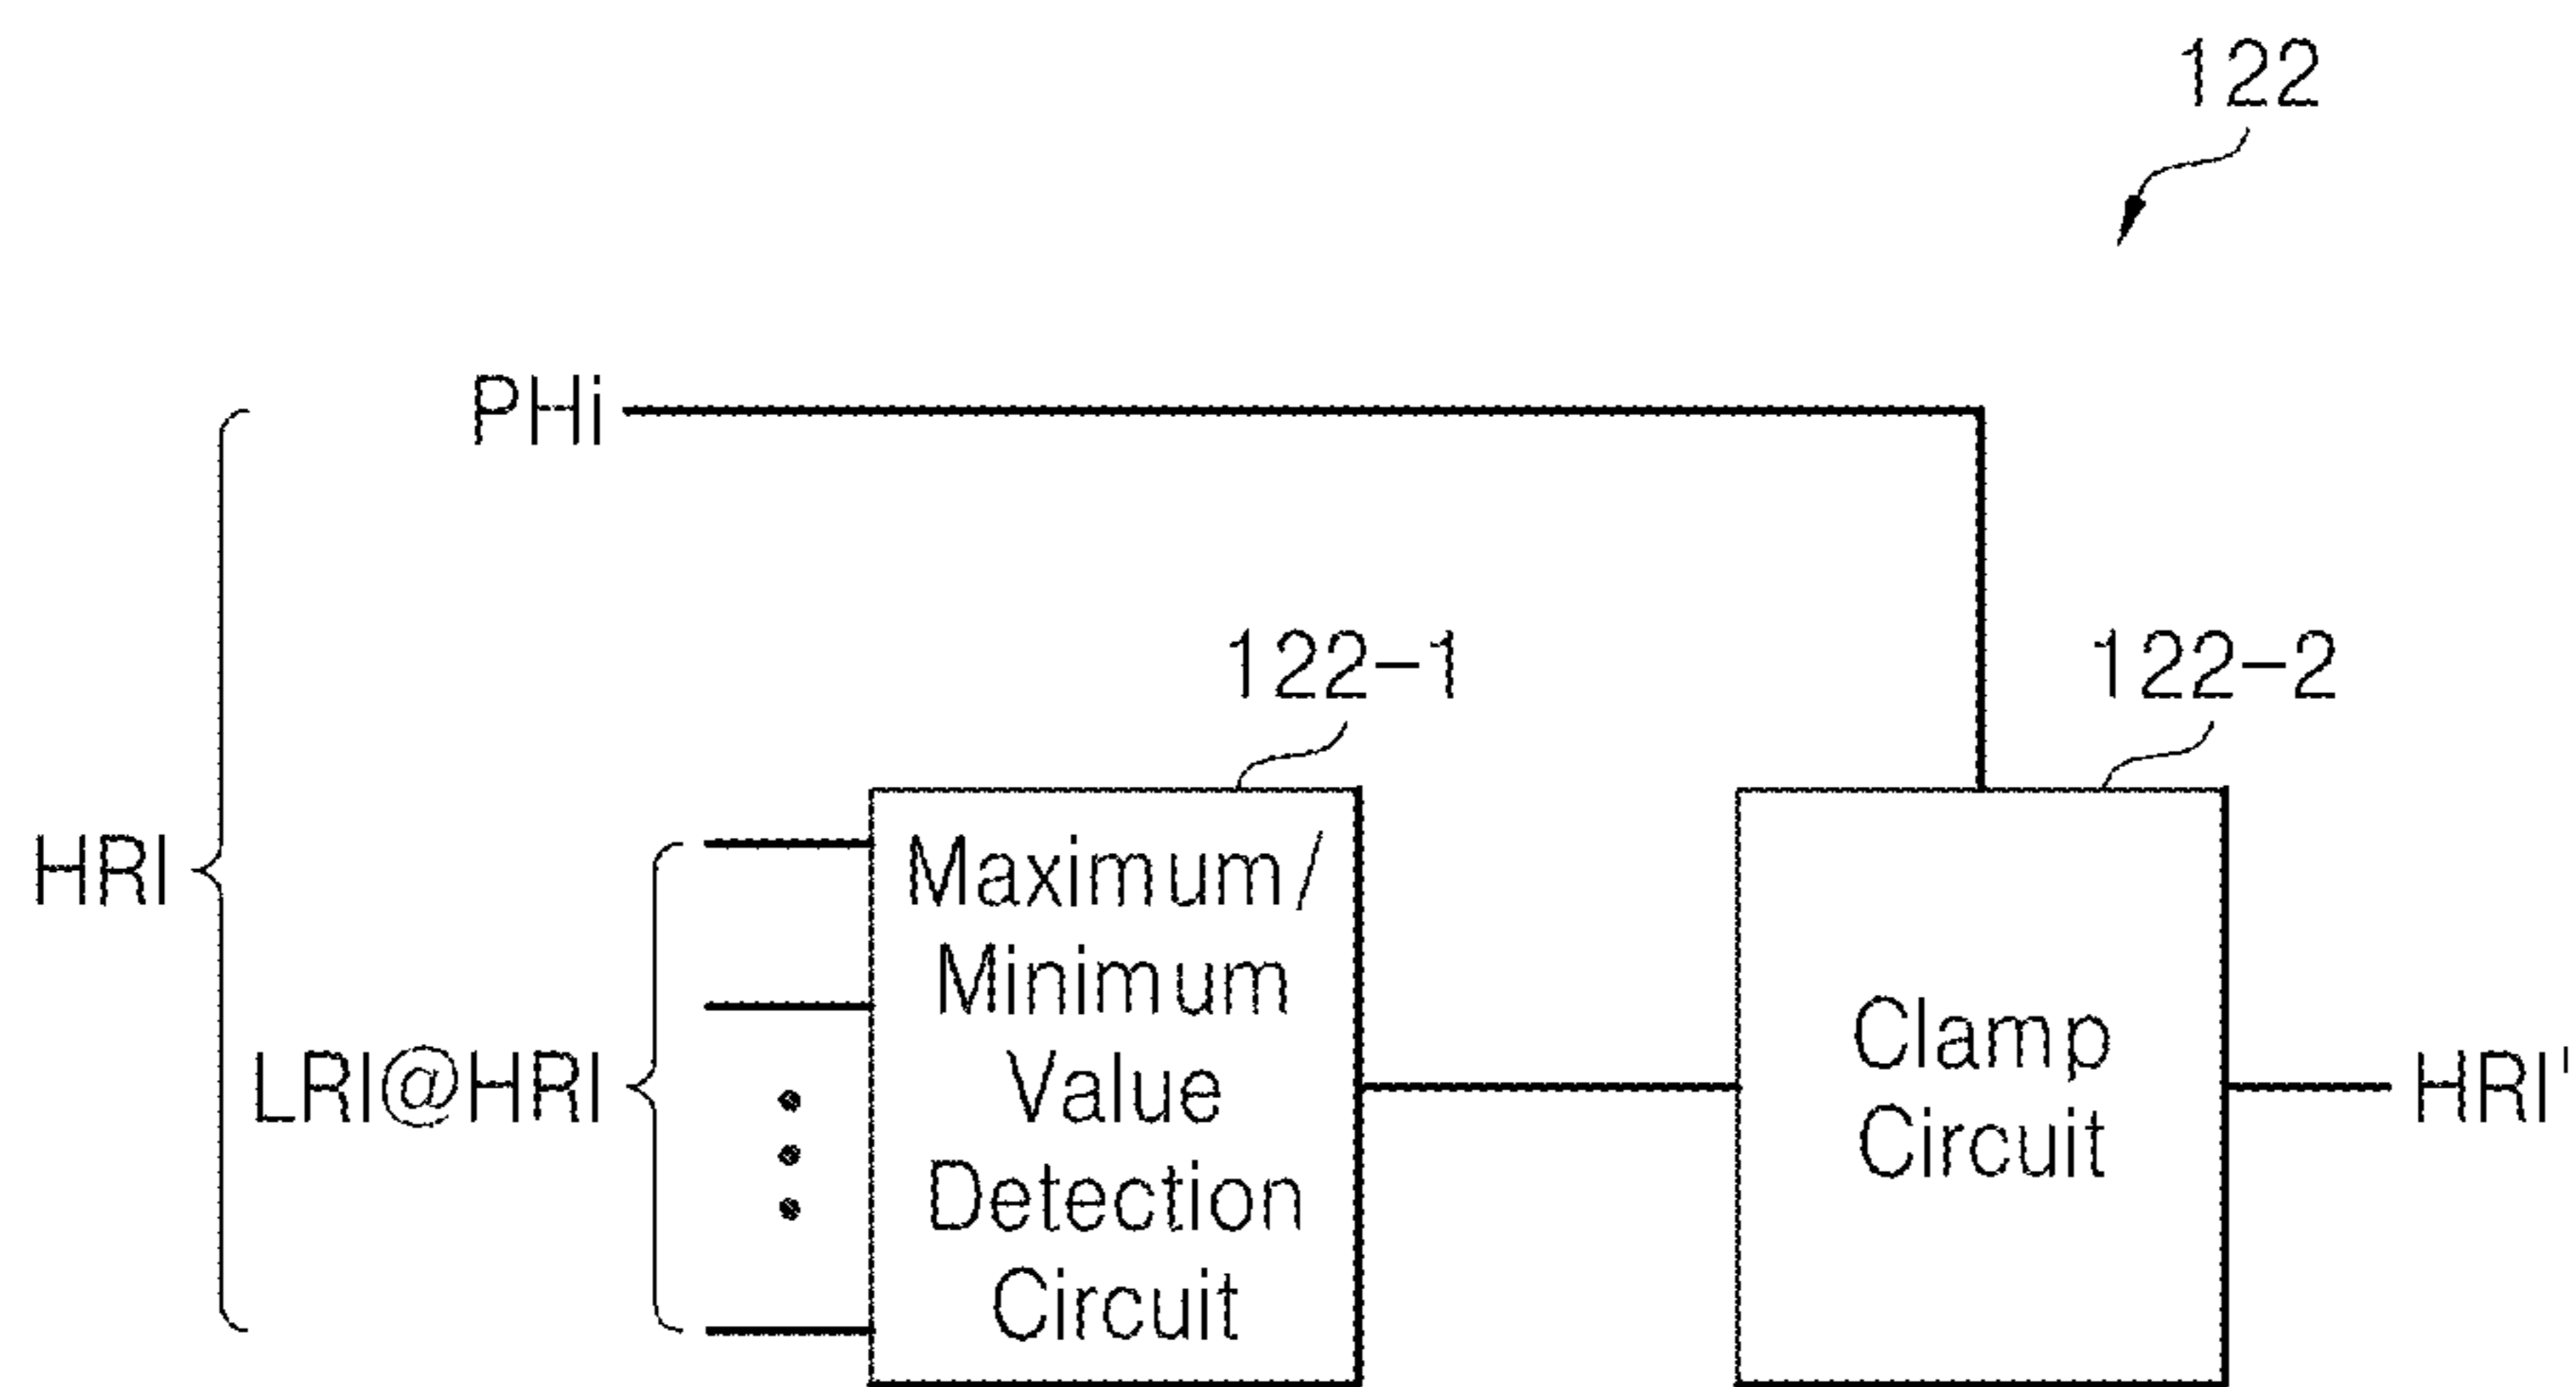 122
PHi
122-1
122-2
HRI
LRI@HRI
Maximum/
Minimum
Value
Detection
Circuit
Clamp
Circuit
HRI'